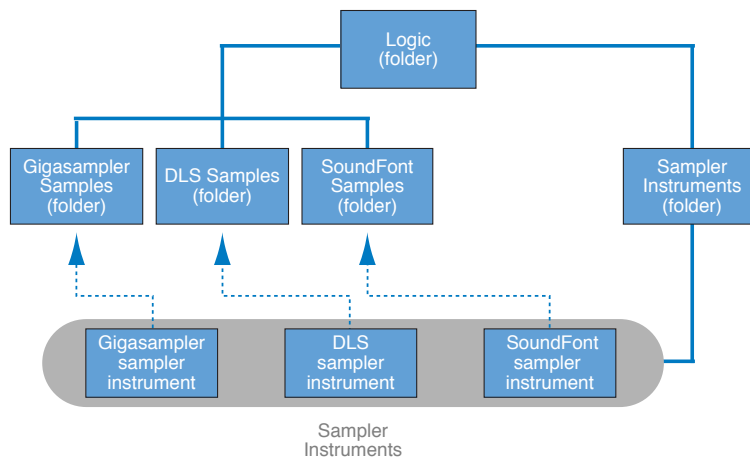 Logic
(folder)
Gigasampler
Samples
(folder)
DLS Samples
(folder)
SoundFont
Samples
(folder)
Sampler
Instruments
(folder)
Gigasampler
sampler
instrument
DLS
sampler
instrument
SoundFont
sampler
instrument
Sampler
Instruments